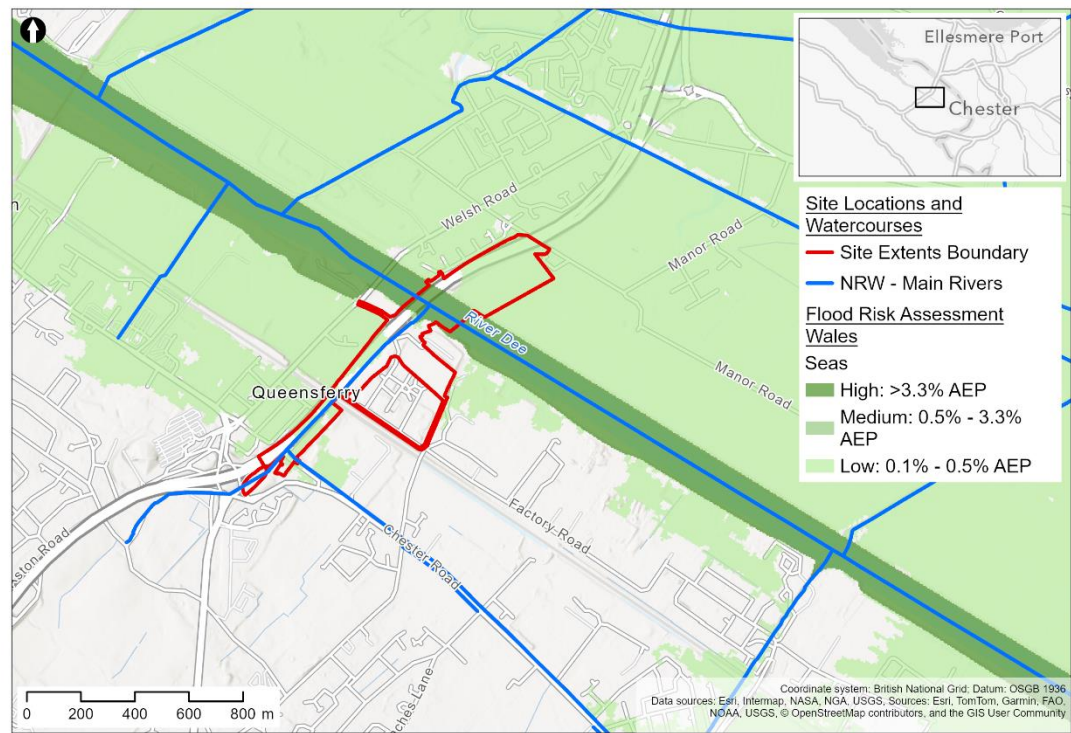 Ellesmere Port
Chester
Site Locations and
Watercourses
Site Extents Boundary
NRW - Main Rivers
Flood Risk Assessment
Wales
Seas
High: >3.3% AEP
Medium: 0.5% - 3.3%
AEP
Low: 0.1% - 0.5% AEP
Welsh Road
Manor Road
River Dee
Manor Road
Queensferry
Factory Road
Chester Road
0 200 400 600 800 m
Coordinate system: British National Grid; Datum: OSGB 1936
Data sources: Esri, Intermap, NASA, NGA, USGS, Sources: Esri, TomTom, Garmin, FAO,
NOAA, USGS, © OpenStreetMap contributors, and the GIS User Community